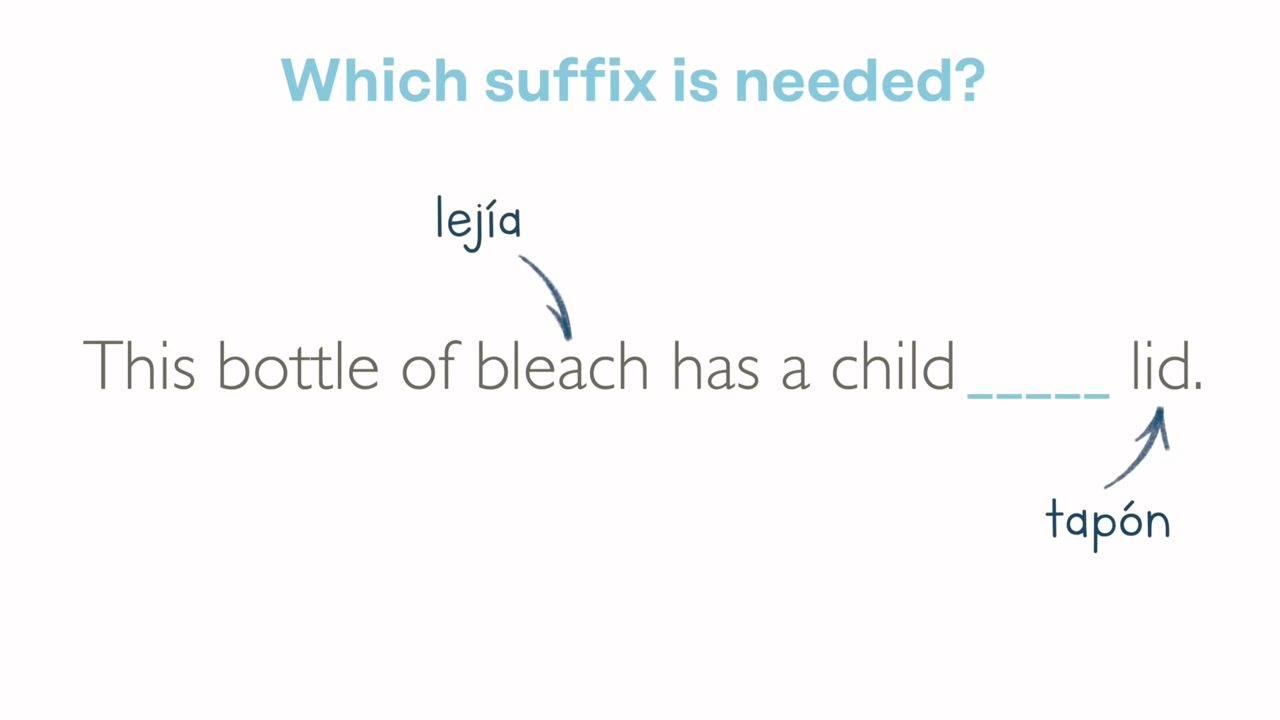 Which suffix is needed?
lejía
This bottle of bleach has a child _____ lid.
tapón